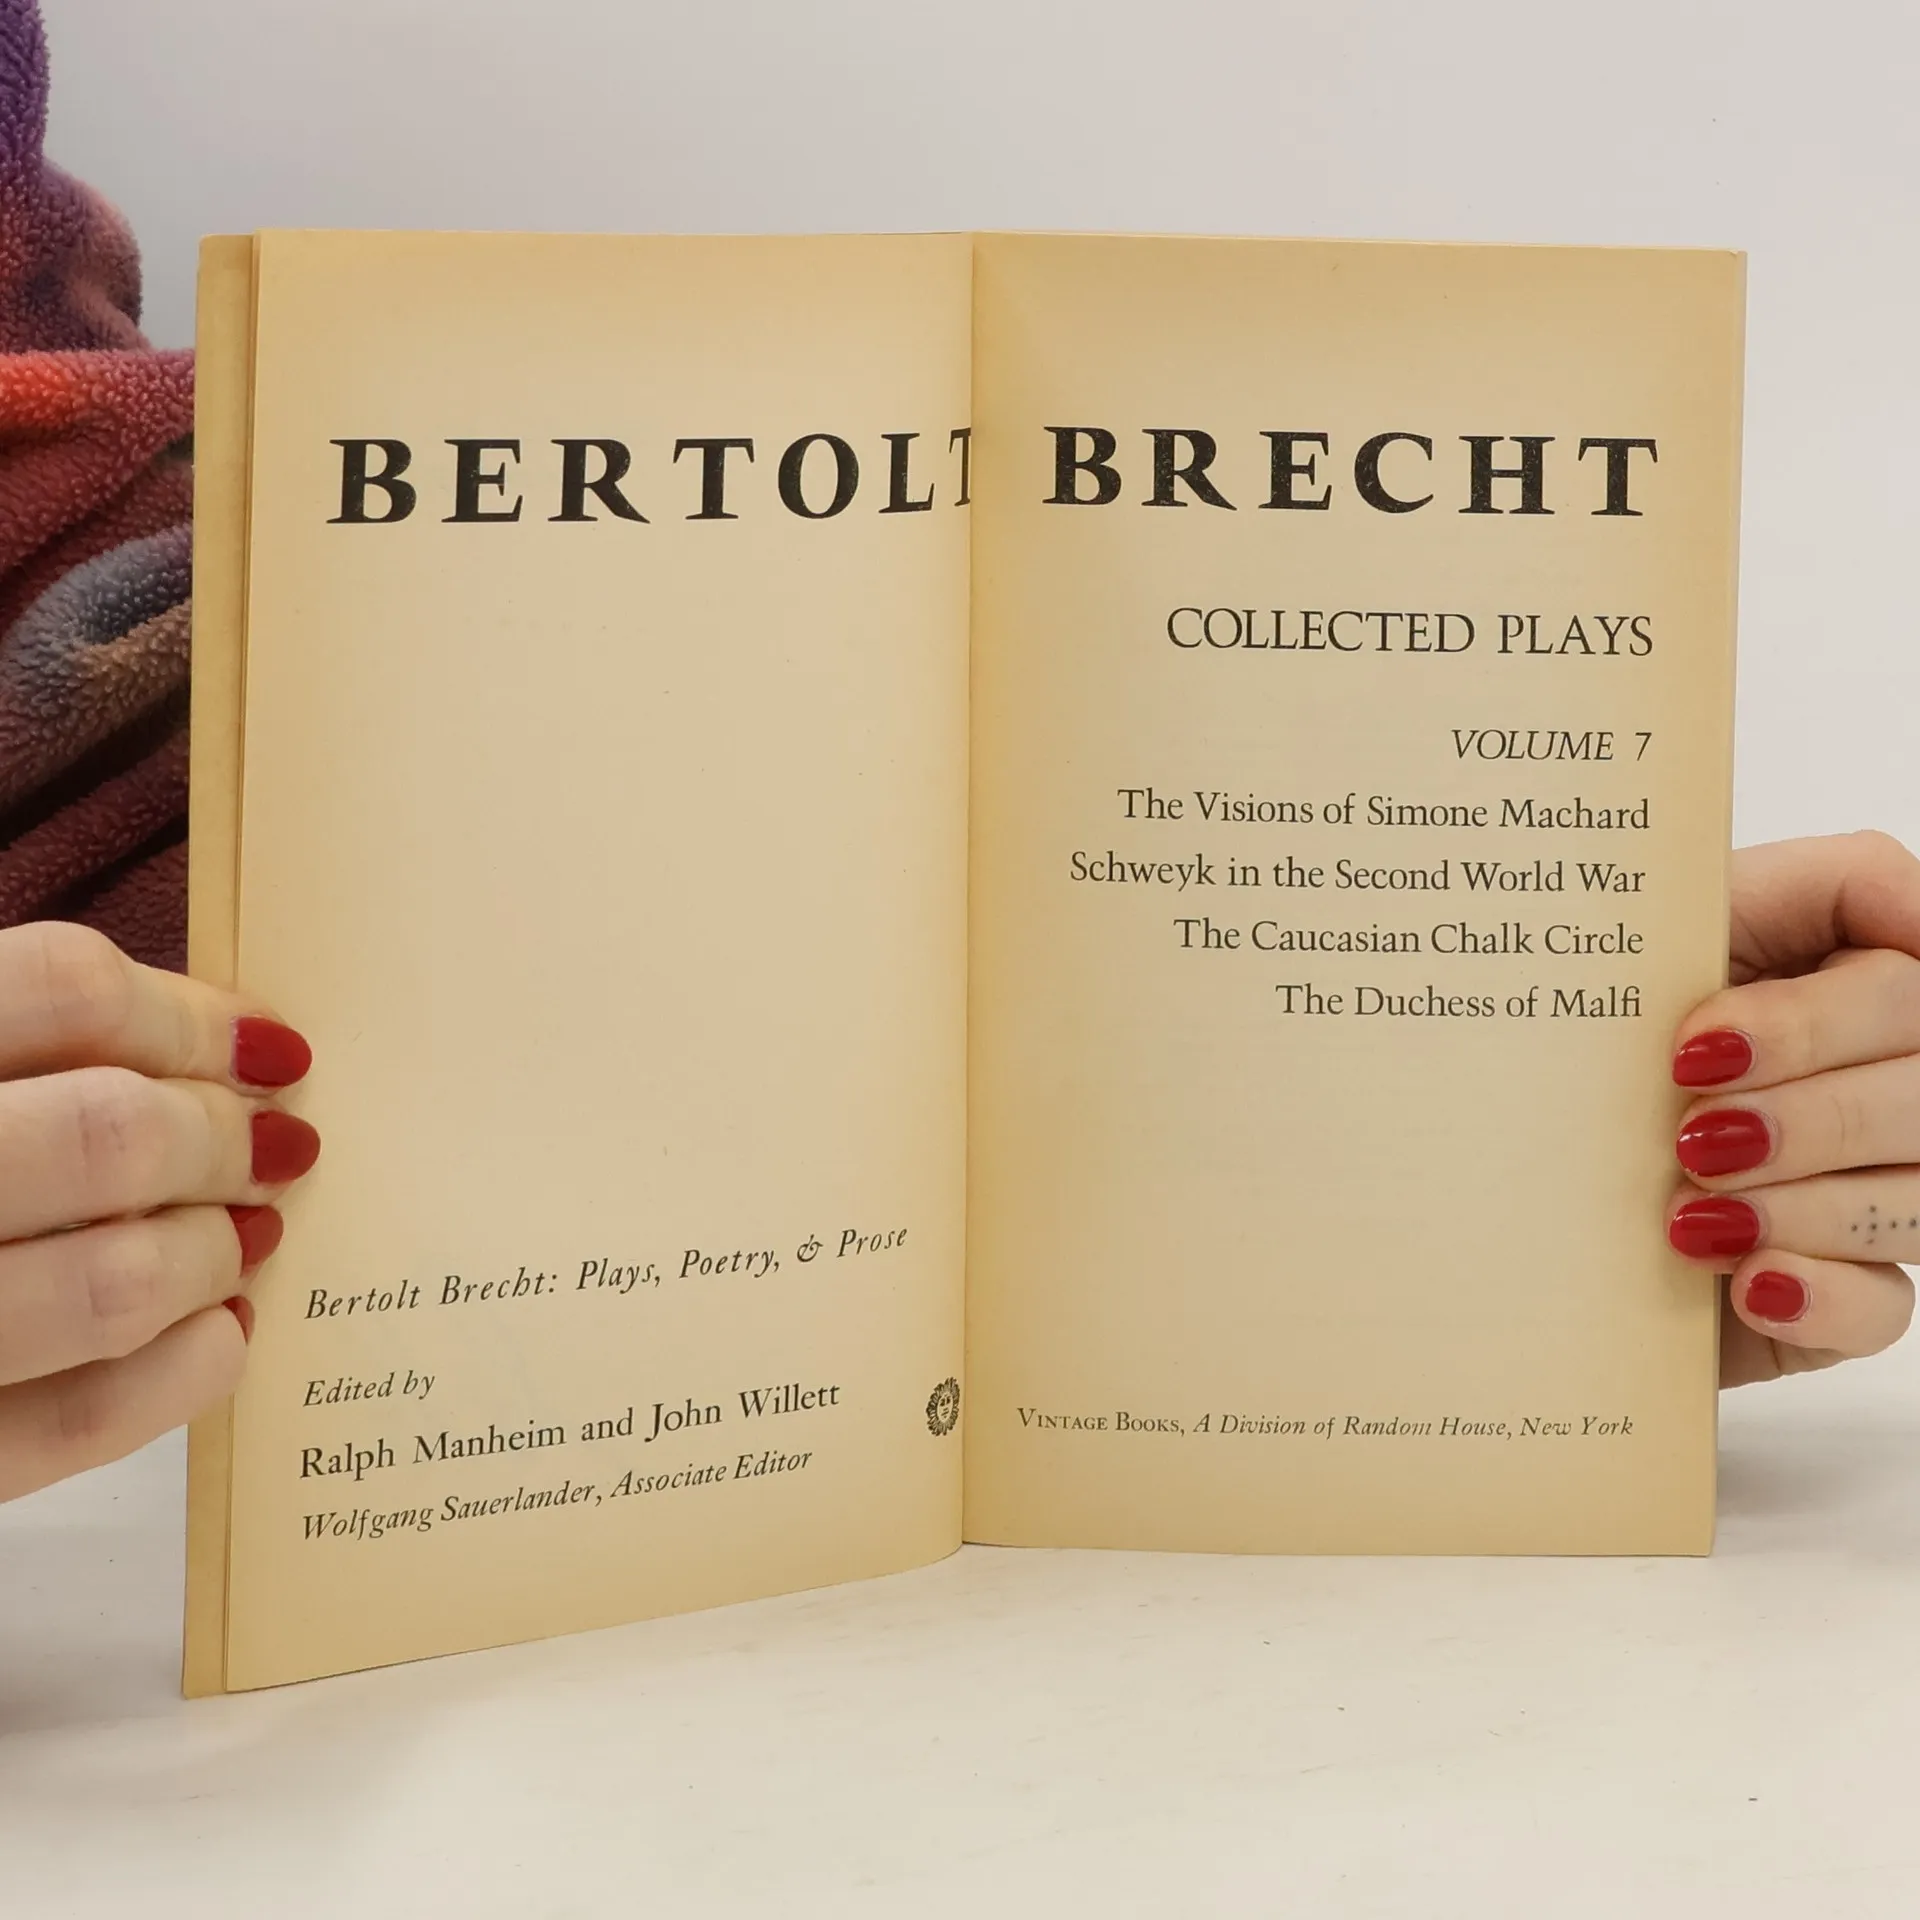 BERTOLT BRECHT
COLLECTED PLAYS
VOLUME 7
The Visions of Simone Machard
Schweyk in the Second World War
The Caucasian Chalk Circle
The Duchess of Malfi
Bertolt Brecht: Plays, Poetry, & Prose
Edited by
Ralph Manheim and John Willett
Wolfgang Sauerlander, Associate Editor
VINTAGE BOOKS, A Division of Random House, New York